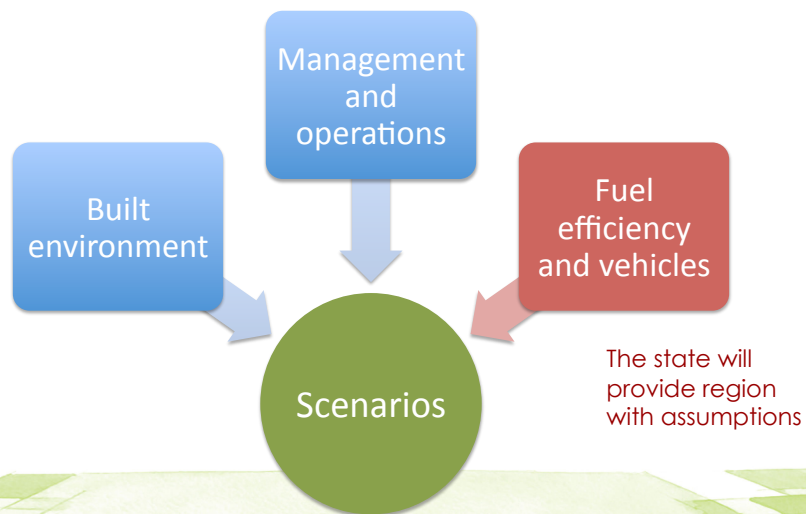 Management
and
operations
Built
environment
Fuel
efficiency
and vehicles
Scenarios
The state will
provide region
with assumptions